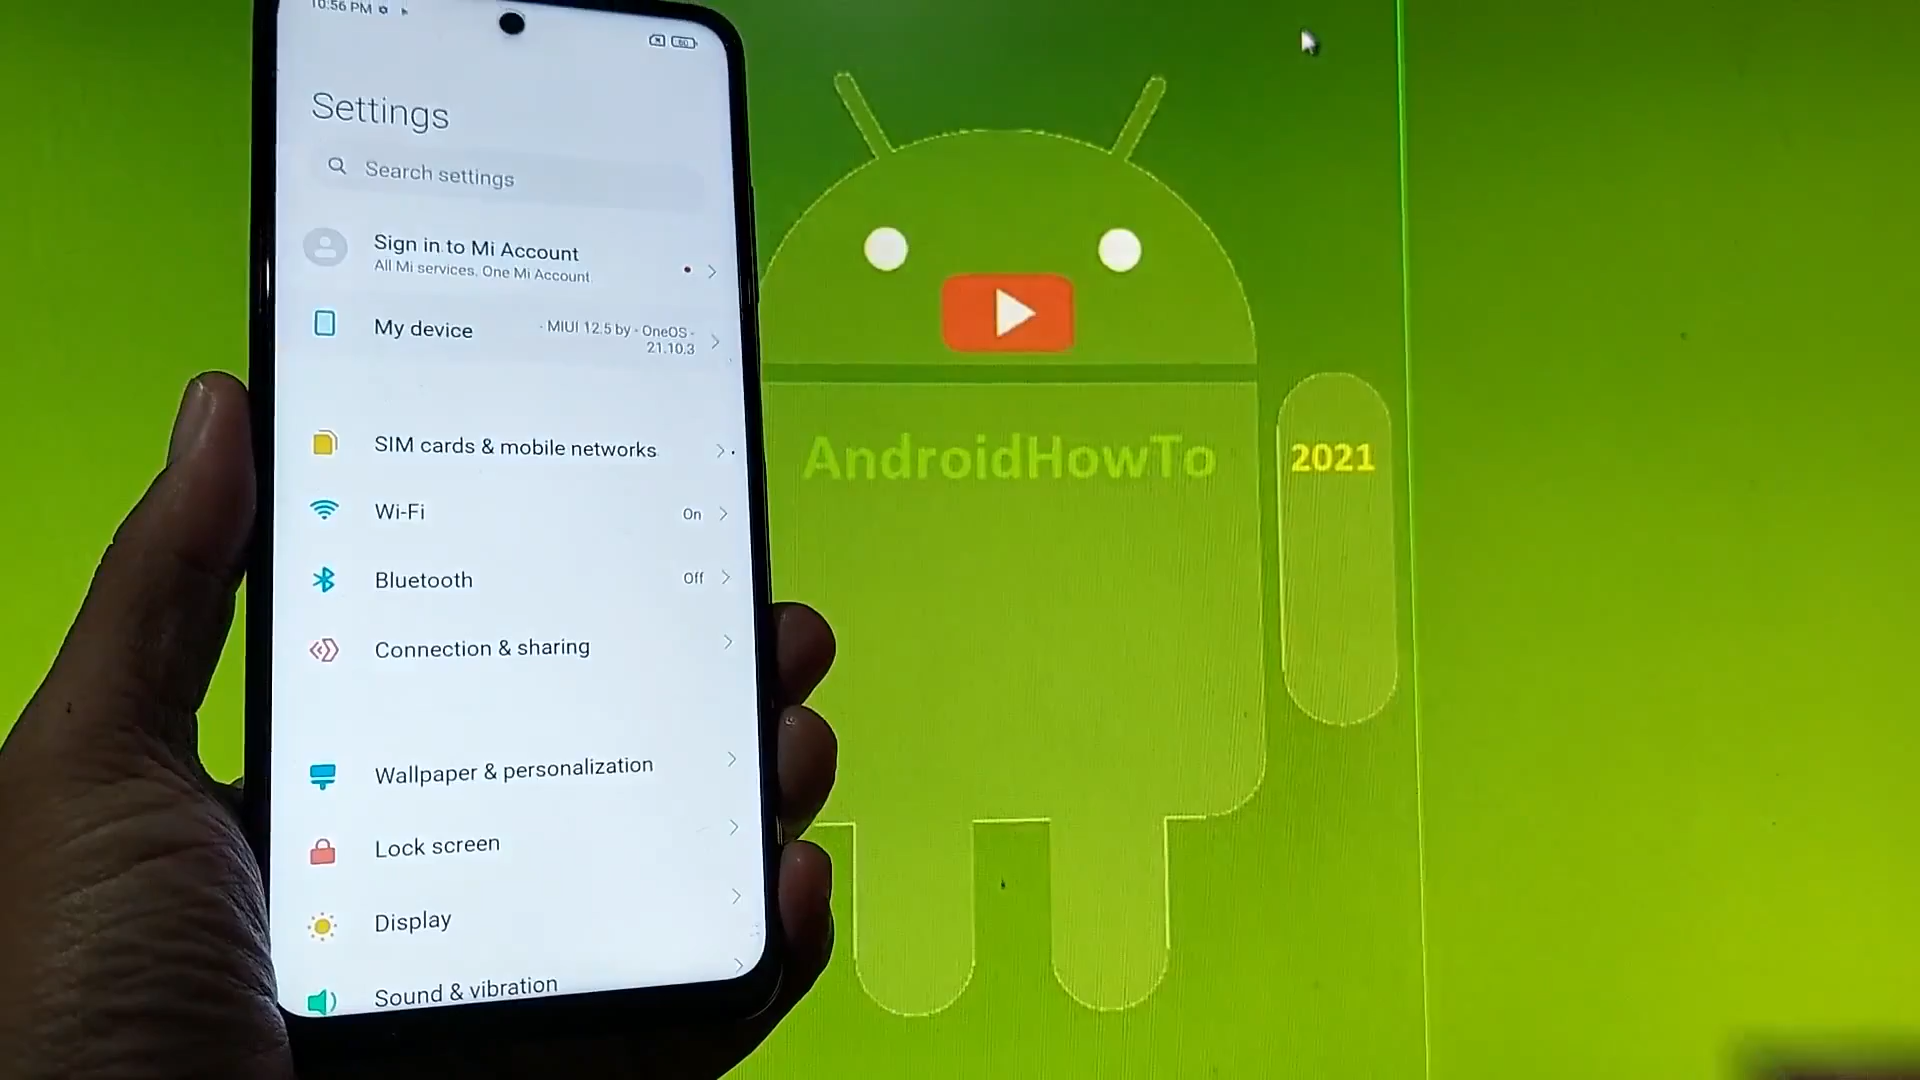 10:56 PM
60
Settings
Search settings
Sign in to Mi Account
All Mi services, One Mi Account
My device
- MIUI 12.5 by - OneOS -
21.10.3
SIM cards & mobile networks
Wi-Fi
On
Bluetooth
Off
Connection & sharing
Wallpaper & personalization
Lock screen
Display
Sound & vibration
AndroidHowTo
2021